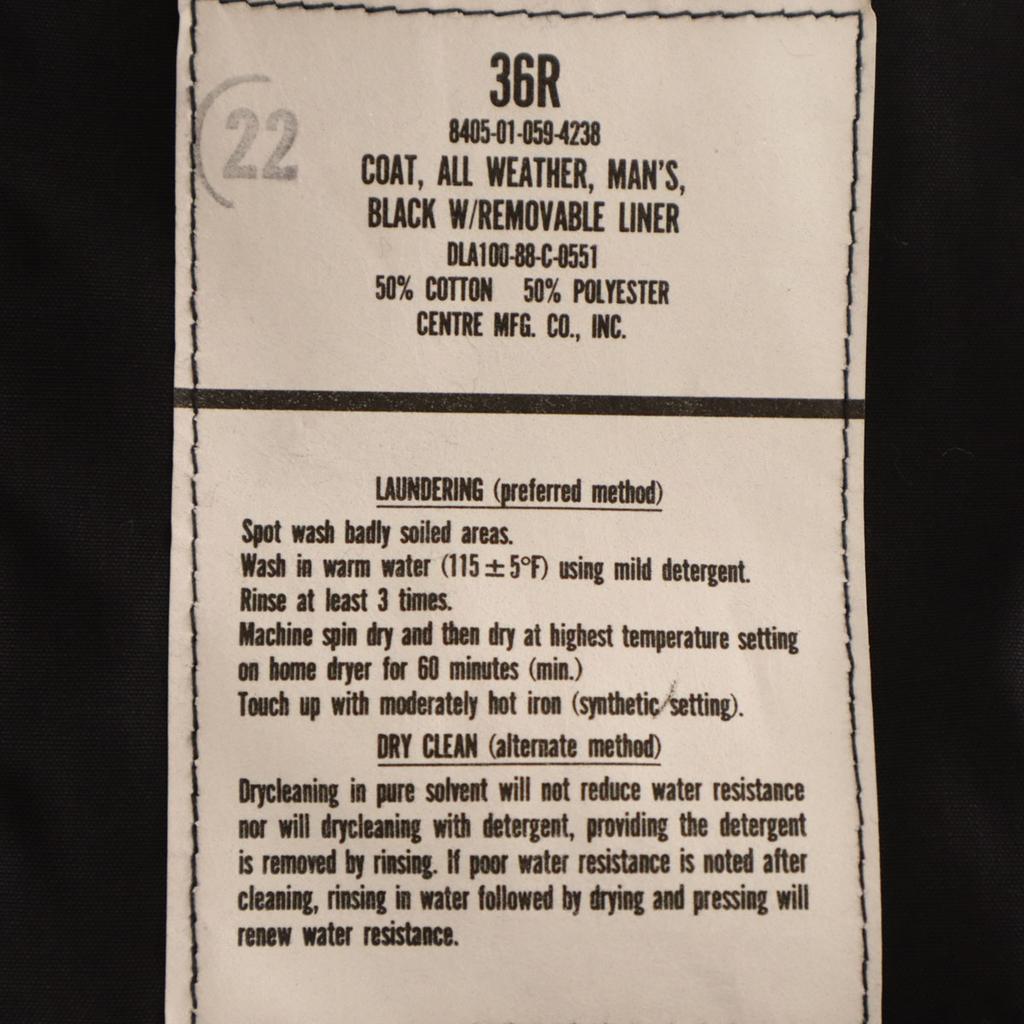 36R
22
8405-01-059-4238
COAT, ALL WEATHER, MAN'S,
BLACK W/REMOVABLE LINER
DLA100-88-C-0551
50% COTTON 50% POLYESTER
CENTRE MFG. CO., INC.
LAUNDERING (preferred method)
Spot wash badly soiled areas.
Wash in warm water (115 ± 5°F) using mild detergent.
Rinse at least 3 times.
Machine spin dry and then dry at highest temperature setting
on home dryer for 60 minutes (min.)
Touch up with moderately hot iron (synthetic setting).
DRY CLEAN (alternate method)
Drycleaning in pure solvent will not reduce water resistance
nor will drycleaning with detergent, providing the detergent
is removed by rinsing. If poor water resistance is noted after
cleaning, rinsing in water followed by drying and pressing will
renew water resistance.